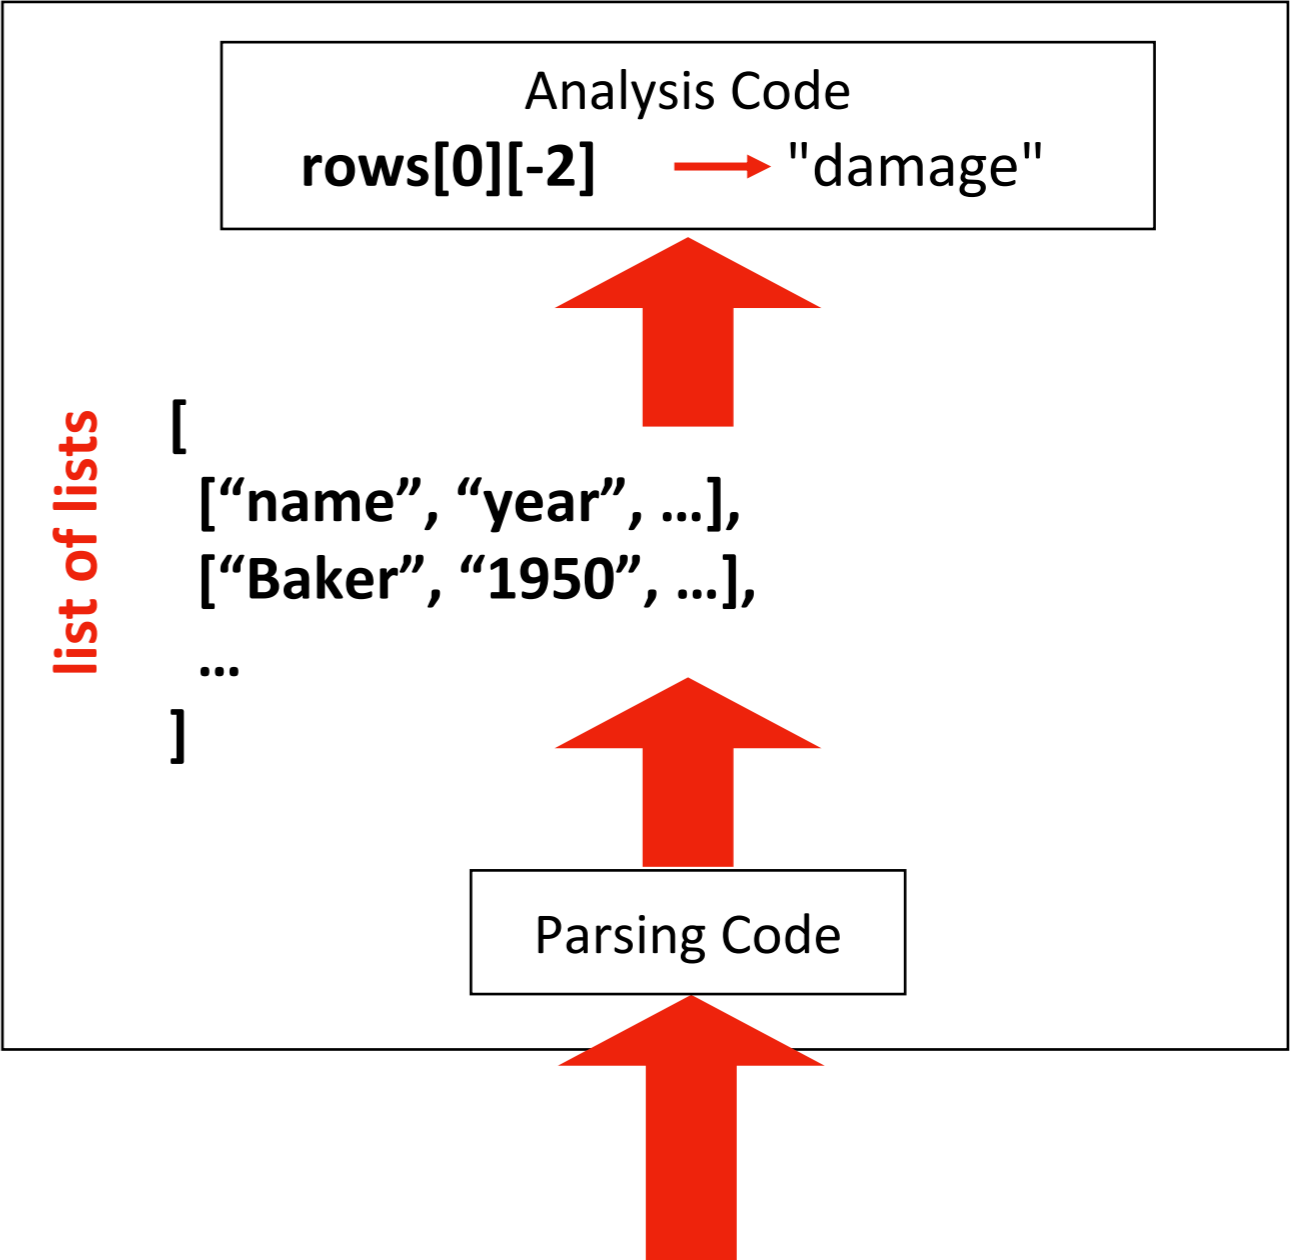 Analysis Code
rows[0][-2] "damage"
list of lists
[
[“name”, “year”, …],
[“Baker”, “1950”, …],
…
]
Parsing Code